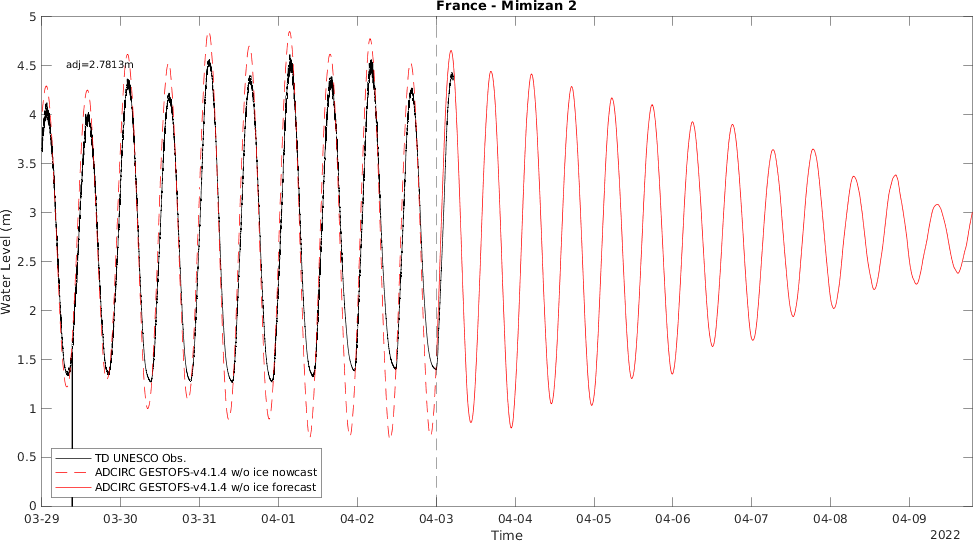 France - Mimizan 2
5
4.5
4
3.5
3
2.5
2
1.5
1
0.5
0
Water Level (m)
adj=2.7813m
TD UNESCO Obs.
ADCIRC GESTOFS-v4.1.4 w/o ice nowcast
ADCIRC GESTOFS-v4.1.4 w/o ice forecast
03-29 03-30 03-31 04-01 04-02 04-03 04-04 04-05 04-06 04-07 04-08 04-09
2022
Time